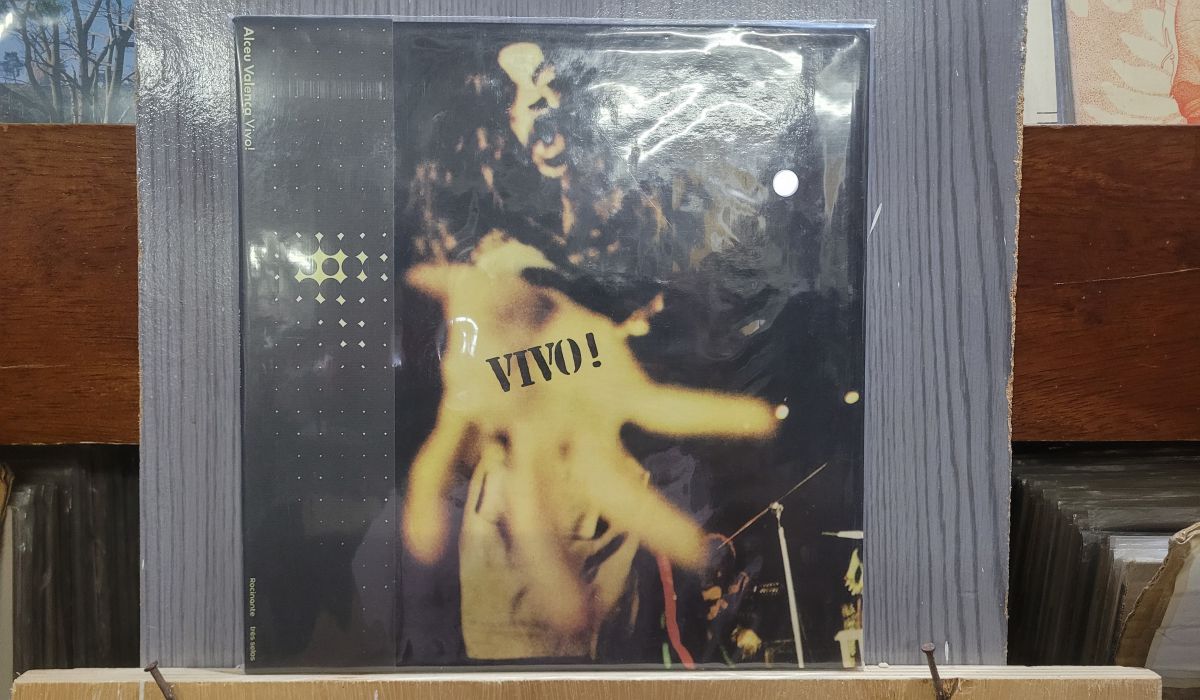 Alceu Valença Vivo!
VIVO!
Rocinante três selos